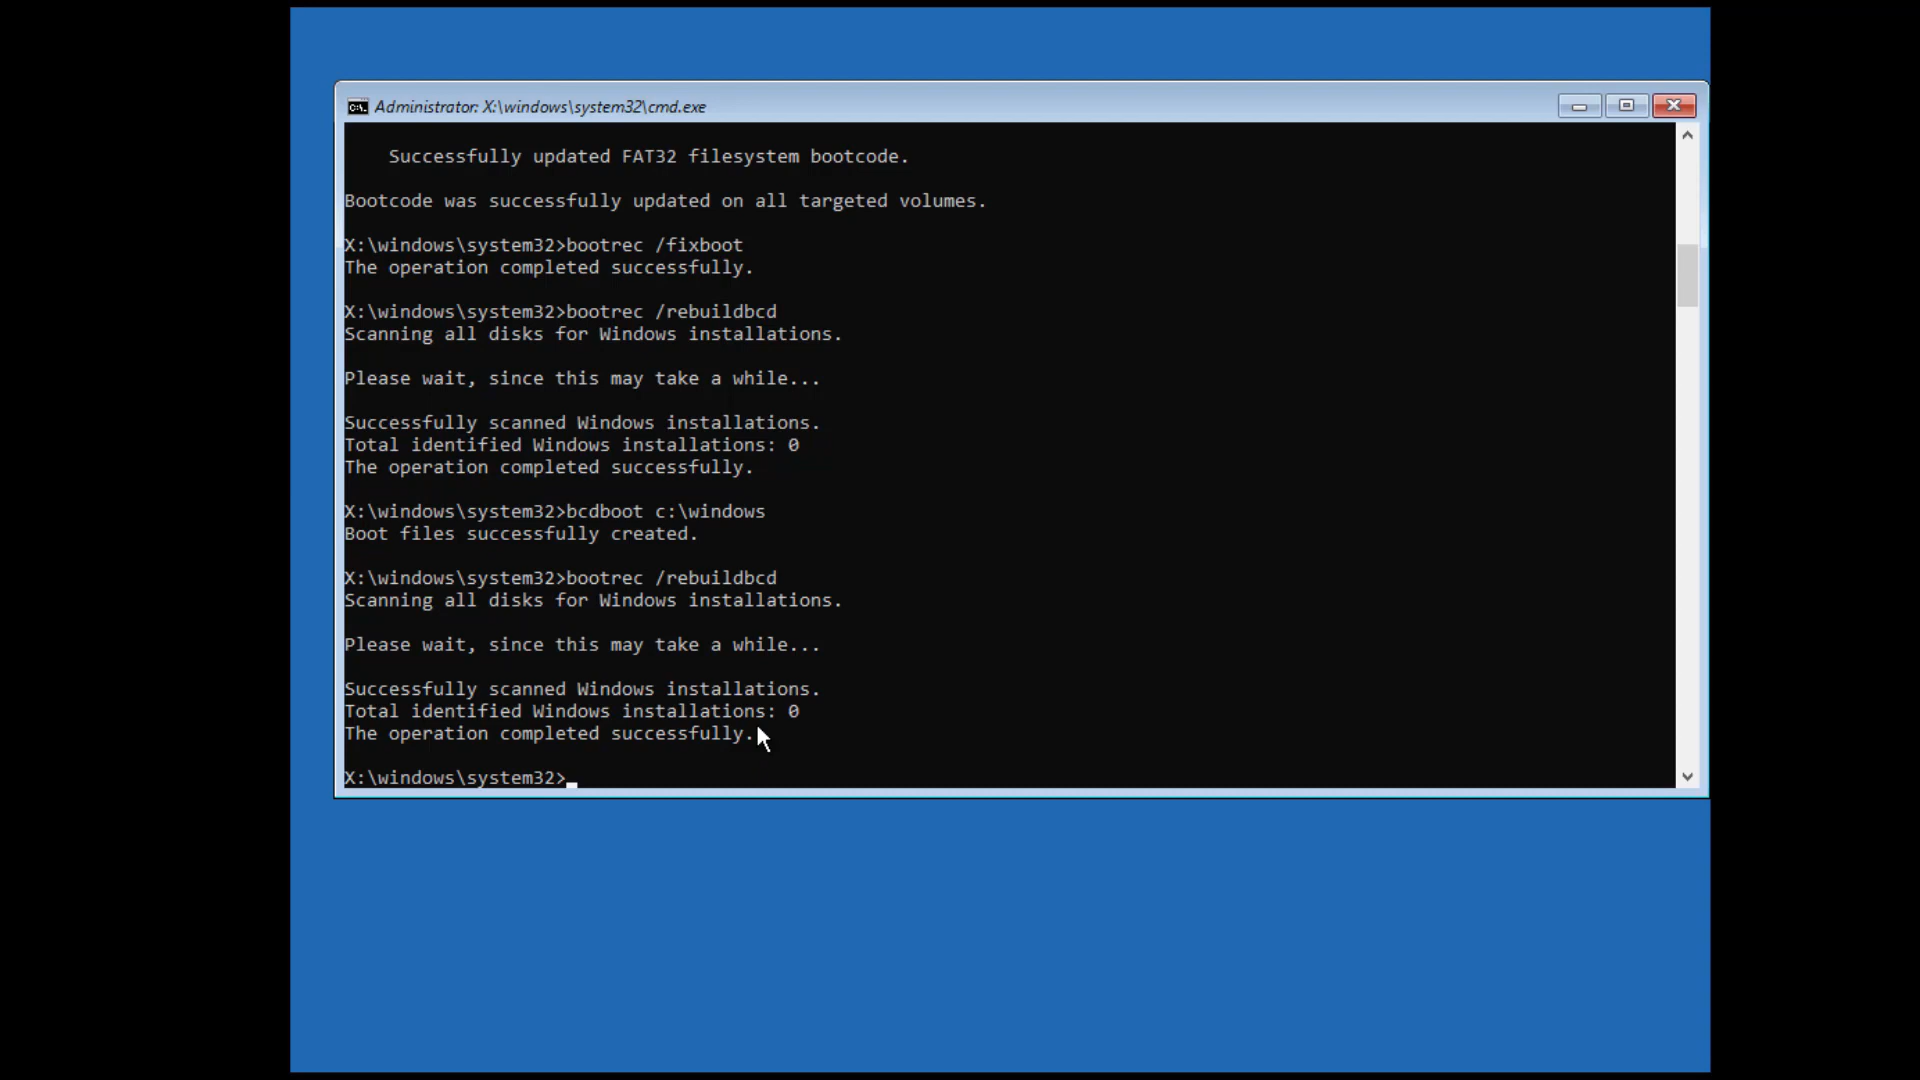 Administrator: X:\windows\system32\cmd.exe
Successfully updated FAT32 filesystem bootcode.
Bootcode was successfully updated on all targeted volumes.
X:\windows\system32>bootrec /fixboot
The operation completed successfully.
X:\windows\system32>bootrec /rebuildbcd
Scanning all disks for Windows installations.
Please wait, since this may take a while...
Successfully scanned Windows installations.
Total identified Windows installations: 0
The operation completed successfully.
X:\windows\system32>bcdboot c:\windows
Boot files successfully created.
X:\windows\system32>bootrec /rebuildbcd
Scanning all disks for Windows installations.
Please wait, since this may take a while...
Successfully scanned Windows installations.
Total identified Windows installations: 0
The operation completed successfully.
X:\windows\system32>